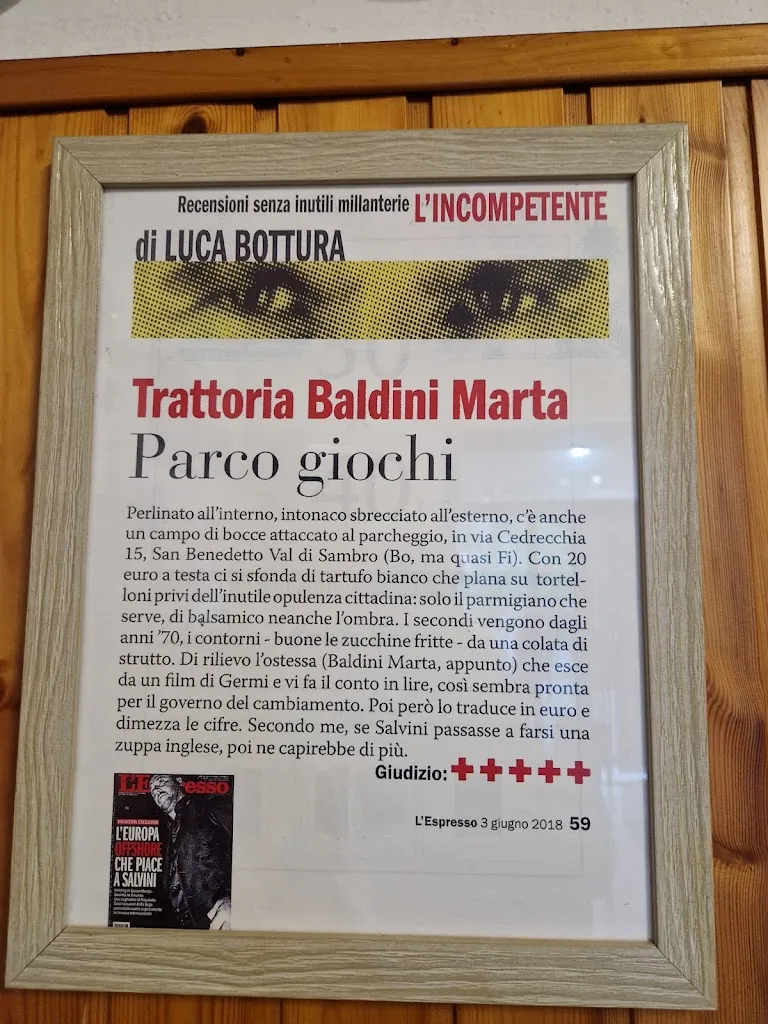 Recensioni senza inutili millanterie L'INCOMPETENTE
di LUCA BOTTURA
Trattoria Baldini Marta
Parco giochi
Perlinato all'interno, intonaco sbrecciato all'esterno, c'è anche
un campo di bocce attaccato al parcheggio, in via Cedrecchia
15, San Benedetto Val di Sambro (Bo, ma quasi Fi). Con 20
euro a testa ci si sfonda di tartufo bianco che plana su tortel-
loni privi dell'inutile opulenza cittadina: solo il parmigiano che
serve, di balsamico neanche l'ombra. I secondi vengono dagli
anni '70, i contorni - buone le zucchine fritte - da una colata di
strutto. Di rilievo l'ostessa (Baldini Marta, appunto) che esce
da un film di Germi e vi fa il conto in lire, così sembra pronta
per il governo del cambiamento. Poi però lo traduce in euro e
dimezza le cifre. Secondo me, se Salvini passasse a farsi una
zuppa inglese, poi ne capirebbe di più.
Giudizio: +++++
L'Espresso 3 giugno 2018 59
L'EUROPA
OFFSHORE
CHE PIACE
A SALVINI